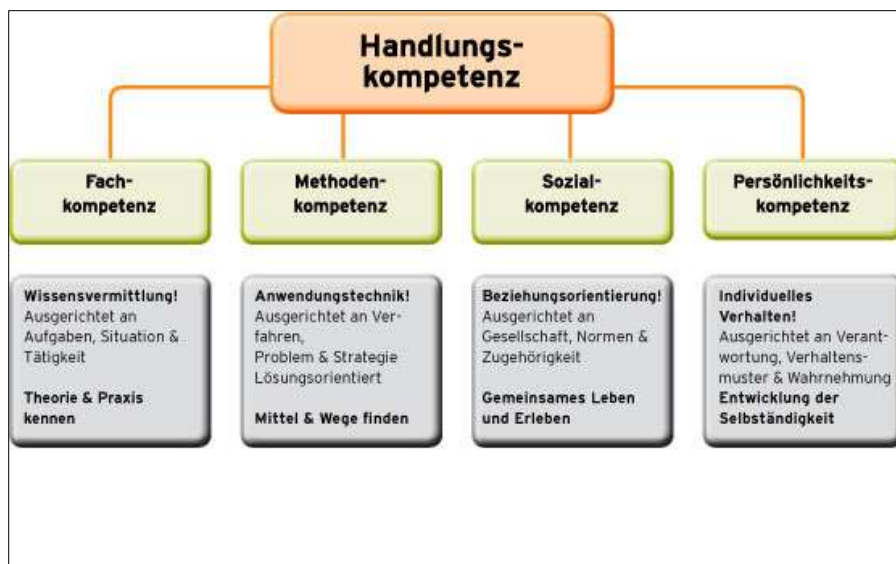 Handlungs-
kompetenz
Fach-
kompetenz
Methoden-
kompetenz
Sozial-
kompetenz
Persönlichkeits-
kompetenz
Wissensvermittlung!
Ausgerichtet an
Aufgaben, Situation &
Tätigkeit
Theorie & Praxis
kennen
Anwendungstechnik!
Ausgerichtet an Ver-
fahren,
Problem & Strategie
Lösungsorientiert
Mittel & Wege finden
Beziehungsorientierung!
Ausgerichtet an
Gesellschaft, Normen &
Zugehörigkeit
Gemeinsames Leben
und Erleben
Individuelles
Verhalten!
Ausgerichtet an Verant-
wortung, Verhaltens-
muster & Wahrnehmung
Entwicklung der
Selbständigkeit